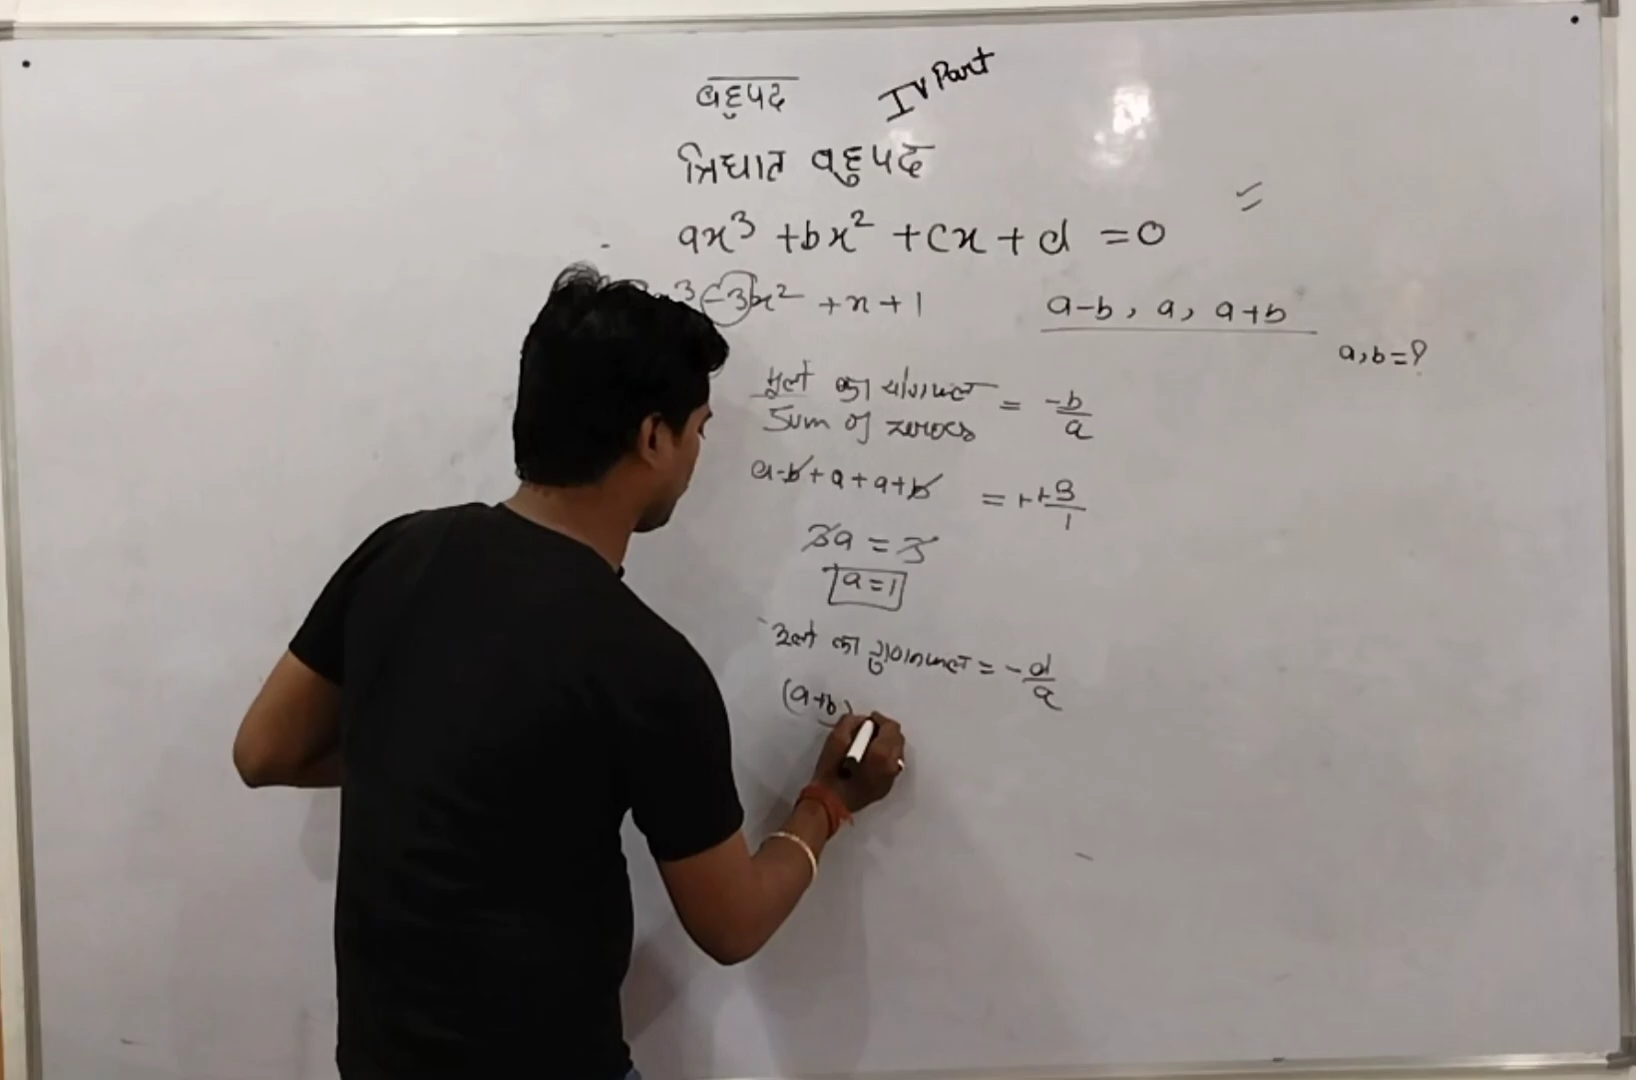 बहुपद
IV Part
त्रिघात बहुपद
ax³ + bx² + cx + d = 0
³ - 3x² + x + 1
a-b, a, a+b
a, b = ?
मूलों का योगफल
Sum of zeroes = -b/a
a-b + a + a+b = ++3/1
3a = 3
a = 1
मूलों का गुणनफल = -d/a
(a+b)